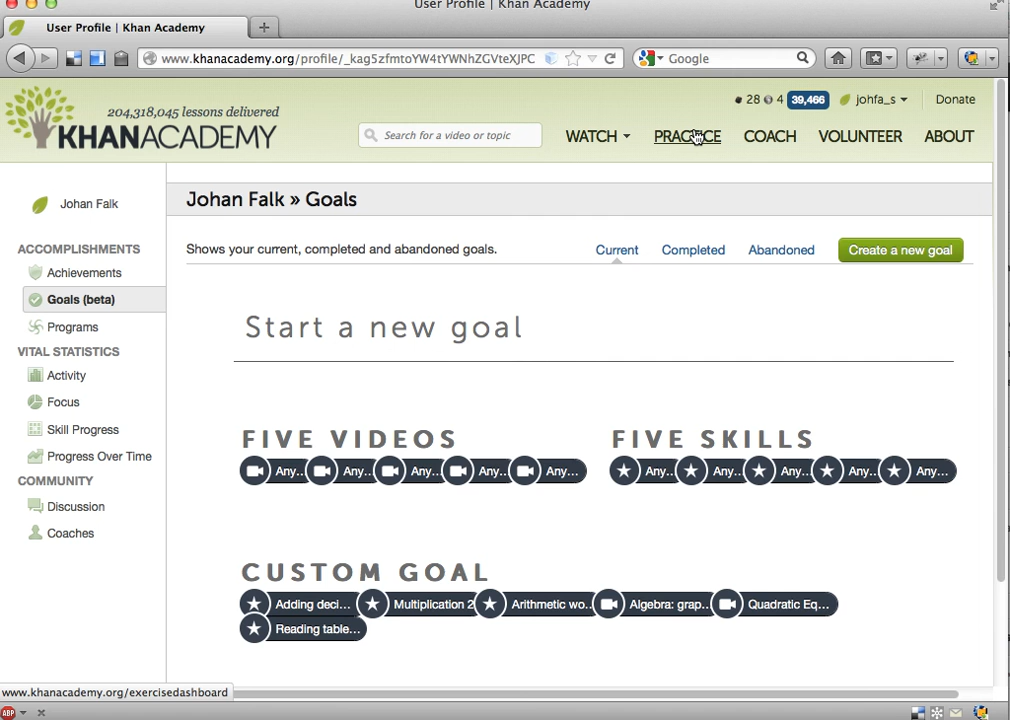 User Profile | Khan Academy
User Profile | Khan Academy
www.khanacademy.org/profile/_kag5zfmtoYW4tYWNhZGVteXJPC
Google
204,318,045 lessons delivered
KHANACADEMY
28 4 39,466 johfa_s Donate
Search for a video or topic
WATCH PRACTICE COACH VOLUNTEER ABOUT
Johan Falk
Johan Falk » Goals
ACCOMPLISHMENTS
Achievements
Goals (beta)
Programs
VITAL STATISTICS
Activity
Focus
Skill Progress
Progress Over Time
COMMUNITY
Discussion
Coaches
Shows your current, completed and abandoned goals.
Current Completed Abandoned Create a new goal
Start a new goal
FIVE VIDEOS
Any... Any... Any... Any... Any...
FIVE SKILLS
Any... Any... Any... Any... Any...
CUSTOM GOAL
Adding deci... Multiplication 2 Arithmetic wo... Algebra: grap... Quadratic Eq...
Reading table...
www.khanacademy.org/exercisedashboard
ABP